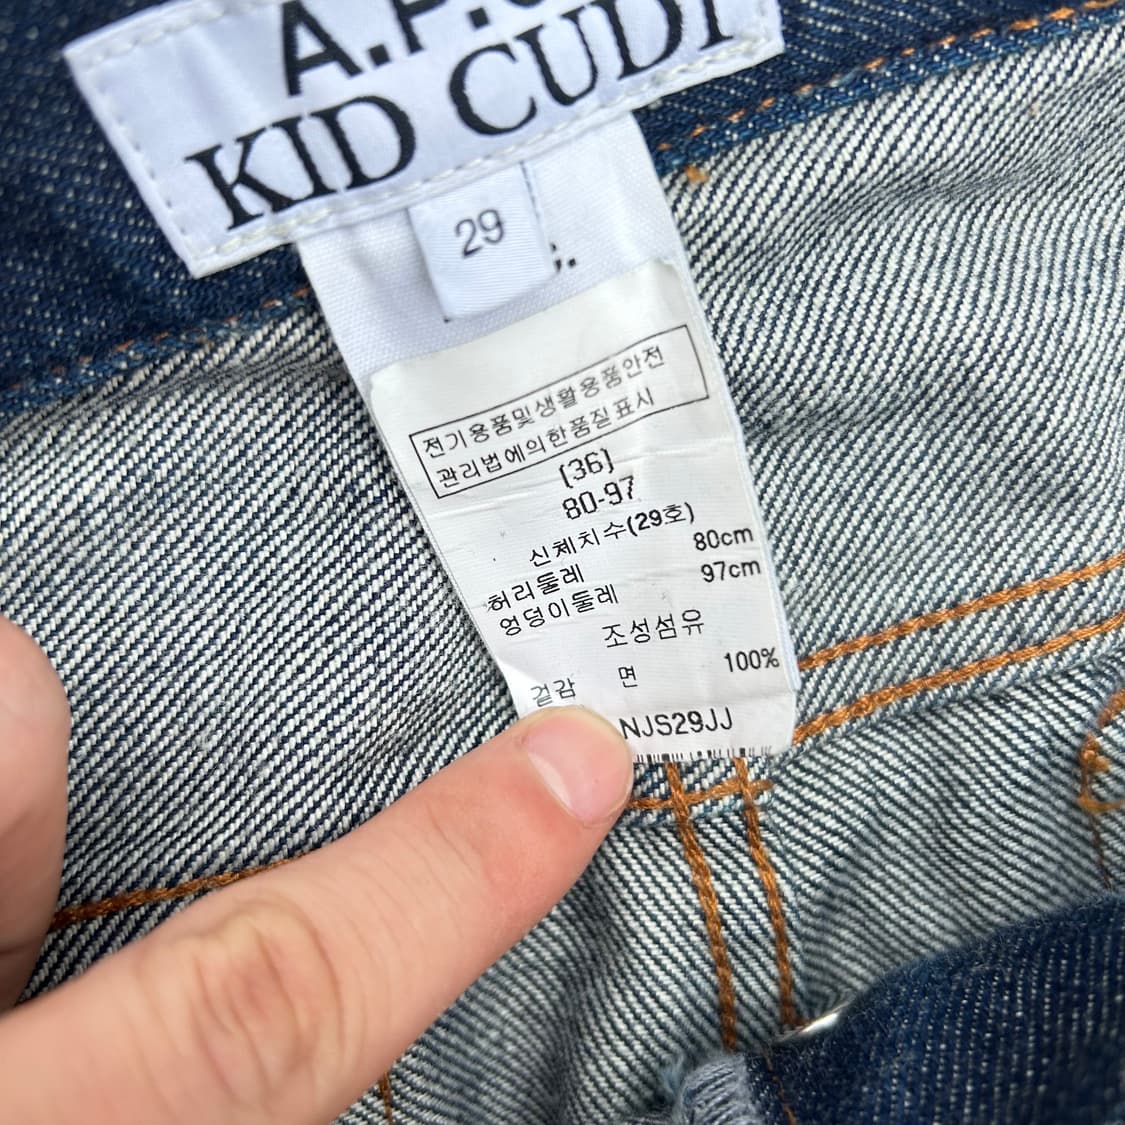 KID CUDI
29
전기용품및생활용품안전
관리법에의한품질표시
[36]
80-97
신체치수(29호)
허리둘레 80cm
엉덩이둘레 97cm
조성섬유
겉감 면 100%
NJS29JJ